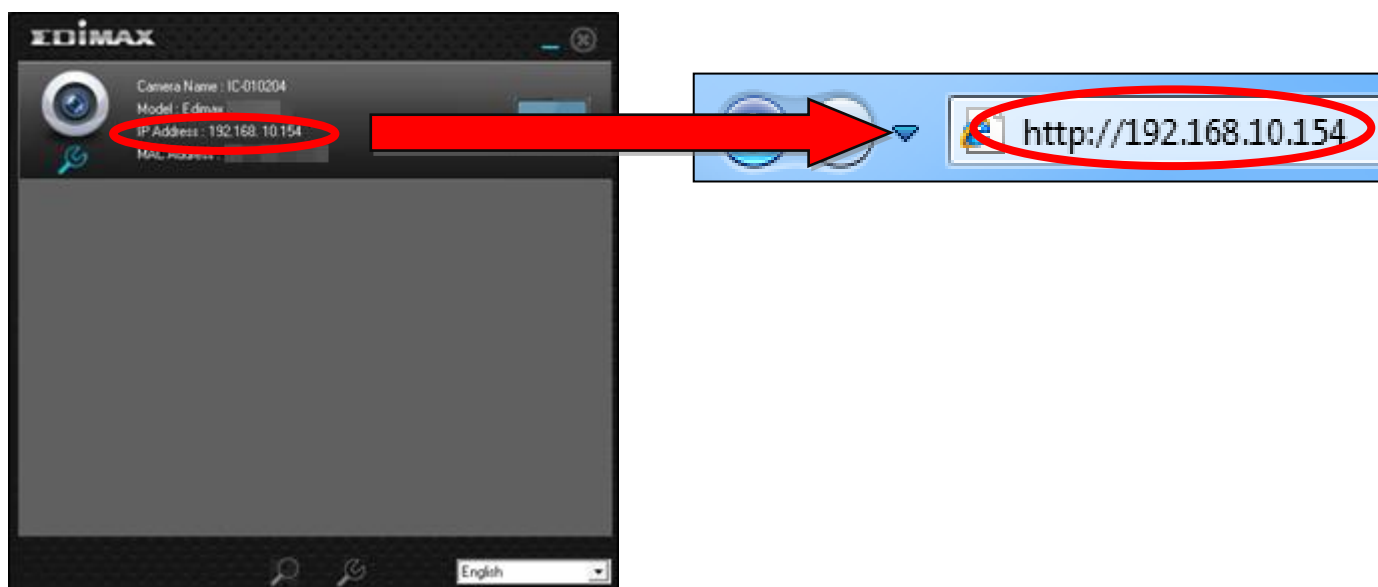 EDIMAX
Camera Name : IC-010204
Model : Edimax
IP Address : 192.168. 10.154
MAC Address :
http://192.168.10.154
English